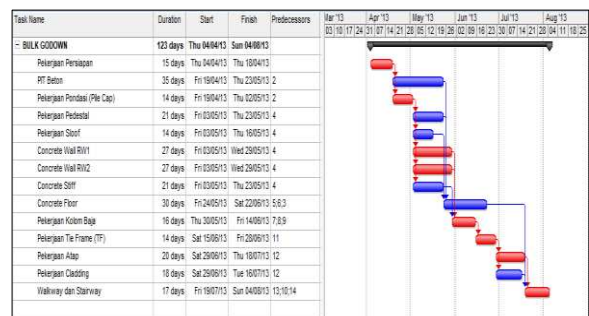 Task Name Duration Start Finish Predecessors Mar '13 Apr '13 May '13 Jun '13 Jul '13 Aug '13
03 10 17 24 31 07 14 21 28 05 12 19 26 02 09 16 23 30 07 14 21 28 04 11 18 25
- BULK GODOWN 123 days Thu 04/04/13 Sun 04/08/13
Pekerjaan Persiapan 15 days Thu 04/04/13 Thu 18/04/13
PIT Beton 35 days Fri 19/04/13 Thu 23/05/13 2
Pekerjaan Pondasi (Pile Cap) 14 days Fri 19/04/13 Thu 02/05/13 2
Pekerjaan Pedestal 21 days Fri 03/05/13 Thu 23/05/13 4
Pekerjaan Sloof 14 days Fri 03/05/13 Thu 16/05/13 4
Concrete Wall RW1 27 days Fri 03/05/13 Wed 29/05/13 4
Concrete Wall RW2 27 days Fri 03/05/13 Wed 29/05/13 4
Concrete Stiff 21 days Fri 03/05/13 Thu 23/05/13 4
Concrete Floor 30 days Fri 24/05/13 Sat 22/06/13 5;6;3
Pekerjaan Kolom Baja 16 days Thu 30/05/13 Fri 14/06/13 7;8;9
Pekerjaan Tie Frame (TF) 14 days Sat 15/06/13 Fri 28/06/13 11
Pekerjaan Atap 20 days Sat 29/06/13 Thu 18/07/13 12
Pekerjaan Cladding 18 days Sat 29/06/13 Tue 16/07/13 12
Walkway dan Stairway 17 days Fri 19/07/13 Sun 04/08/13 13;10;14